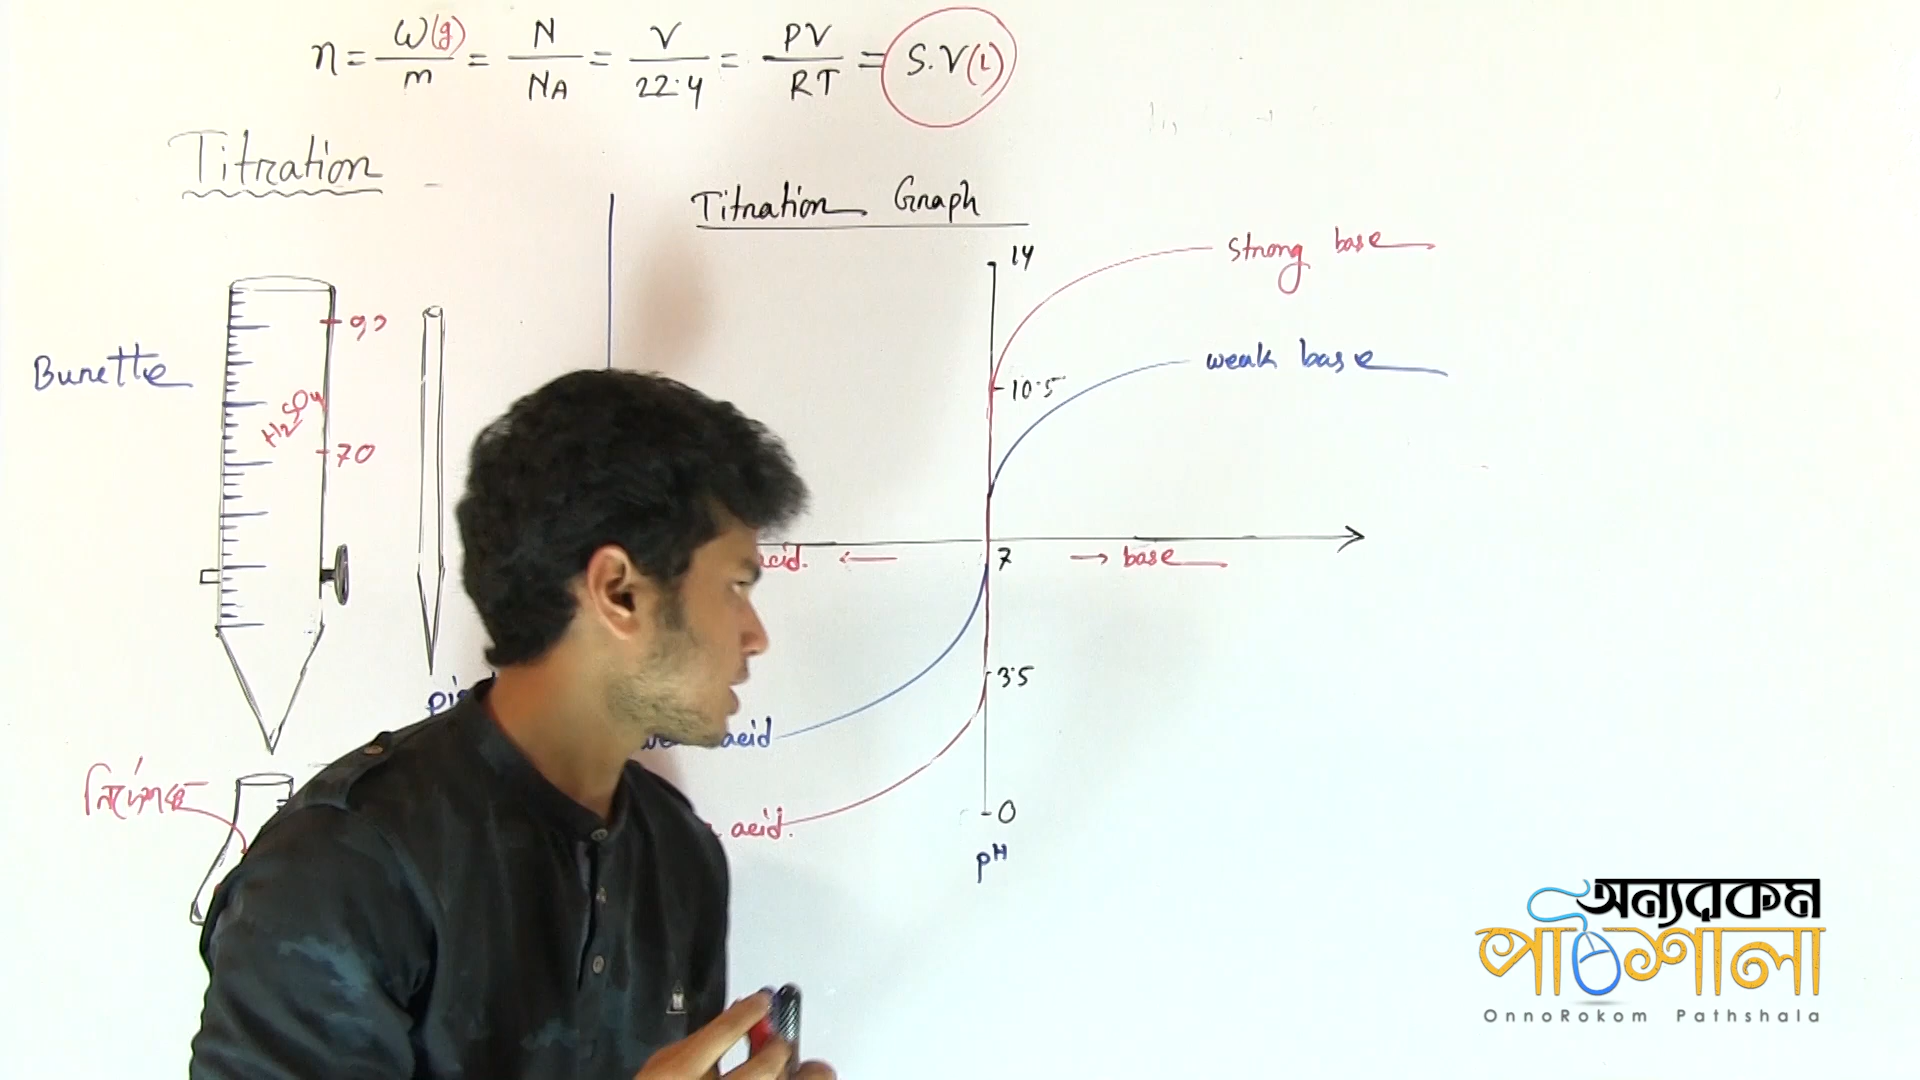 n = W(g)/m = N/NA = V/22.4 = PV/RT = S.V(L)
Titration
Titration Graph
14
strong base
90
Burette
weak base
10.5
H2SO4
70
acid. ← 7 → base
3.5
acid
নির্দেশক
acid.
0
pH
অন্যরকম
পাঠশালা
OnnoRokom Pathshala